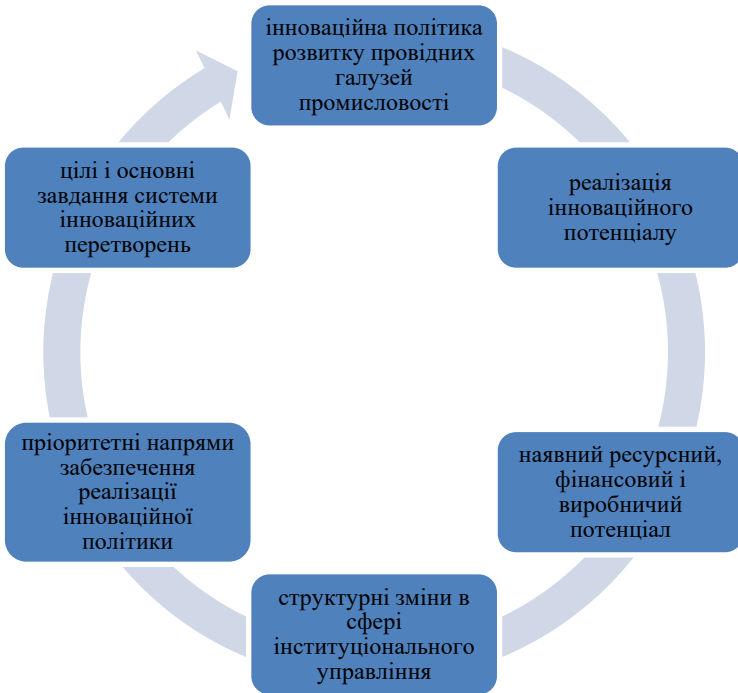 інноваційна політика
розвитку провідних
галузей
промисловості
реалізація
інноваційного
потенціалу
наявний ресурсний,
фінансовий і
виробничий
потенціал
структурні зміни в
сфері
інституціонального
управління
пріоритетні напрями
забезпечення
реалізації
інноваційної
політики
цілі і основні
завдання системи
інноваційних
перетворень